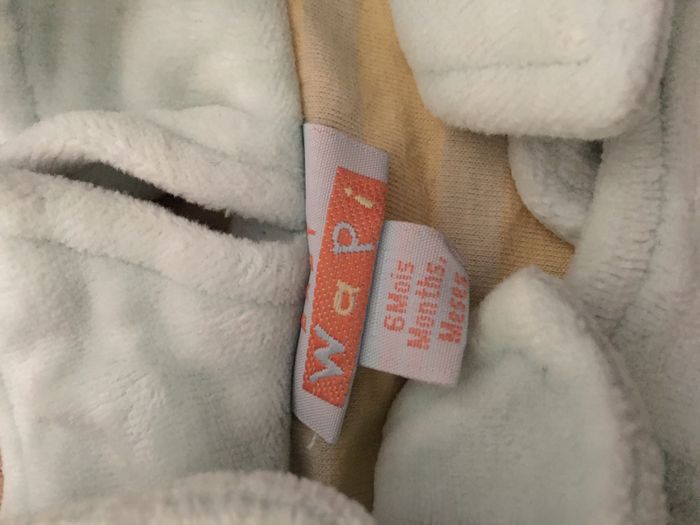 wapi
6Mois
Months,
Meses